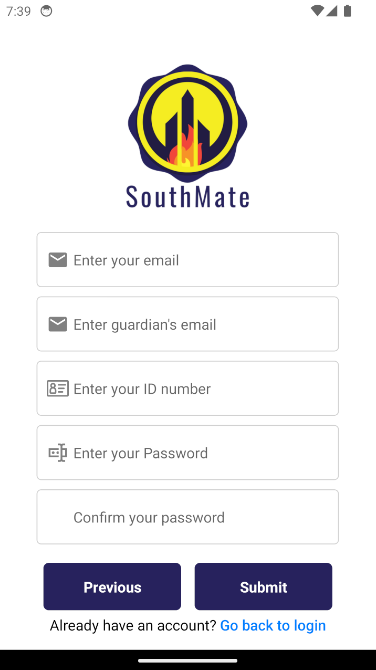 7:39
SouthMate
Enter your email
Enter guardian's email
Enter your ID number
Enter your Password
Confirm your password
Previous Submit
Already have an account? Go back to login